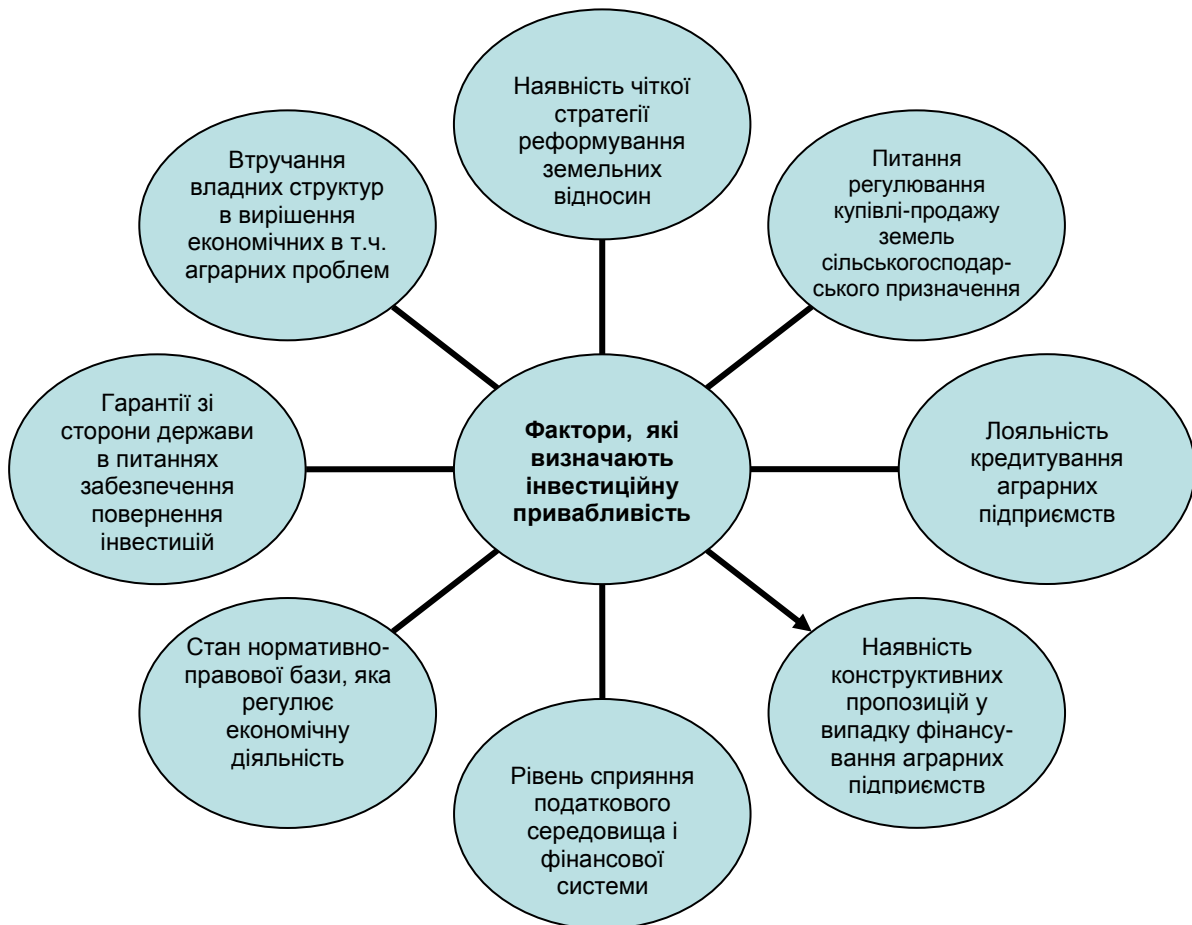 Наявність чіткої
стратегії
реформування
земельних
відносин
Втручання
владних структур
в вирішення
економічних в т.ч.
аграрних проблем
Питання
регулювання
купівлі-продажу
земель
сільськогосподар-
ського призначення
Гарантії зі
сторони держави
в питаннях
забезпечення
повернення
інвестицій
Фактори, які
визначають
інвестиційну
привабливість
Лояльність
кредитування
аграрних
підприємств
Стан нормативно-
правової бази, яка
регулює
економічну
діяльність
Наявність
конструктивних
пропозицій у
випадку фінансу-
вання аграрних
підприємств
Рівень сприяння
податкового
середовища і
фінансової
системи